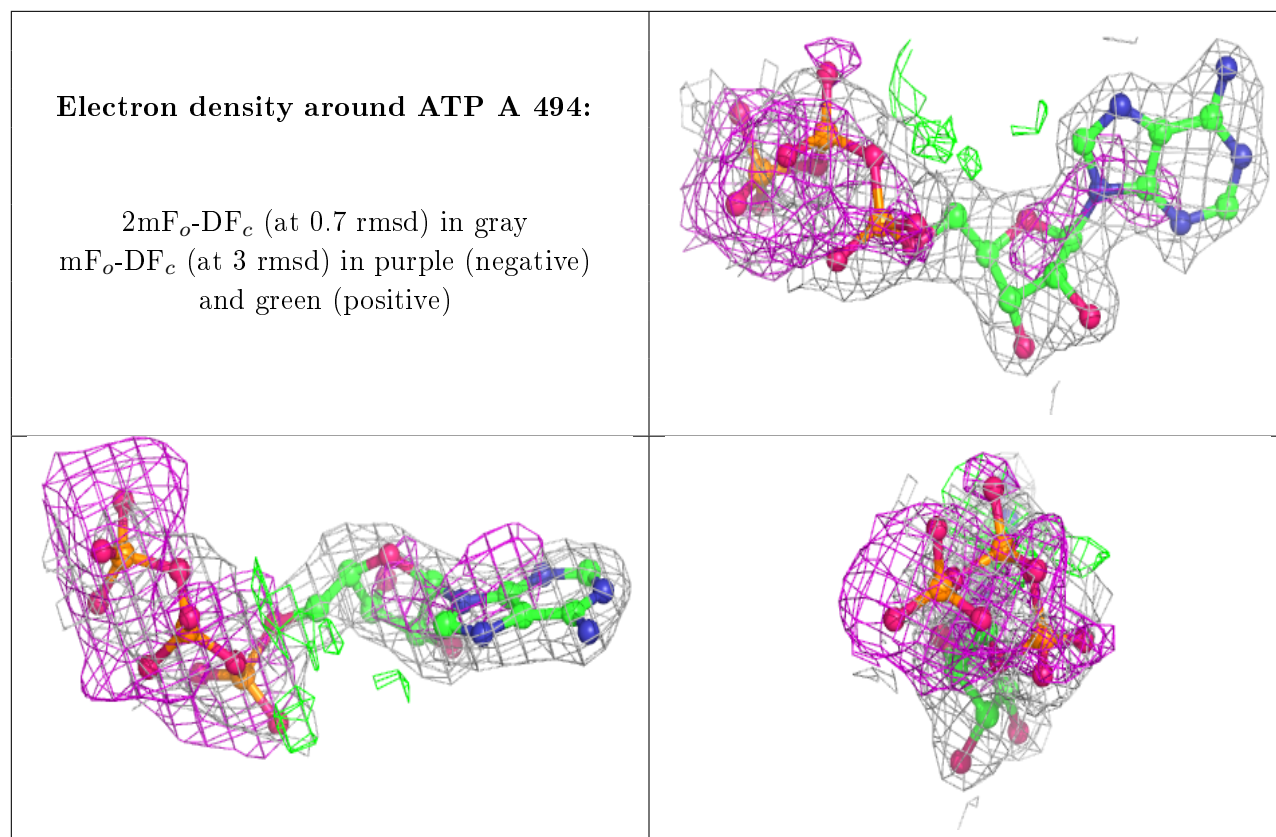 Electron density around ATP A 494:
2mFo-DFc (at 0.7 rmsd) in gray
mFo-DFc (at 3 rmsd) in purple (negative)
and green (positive)